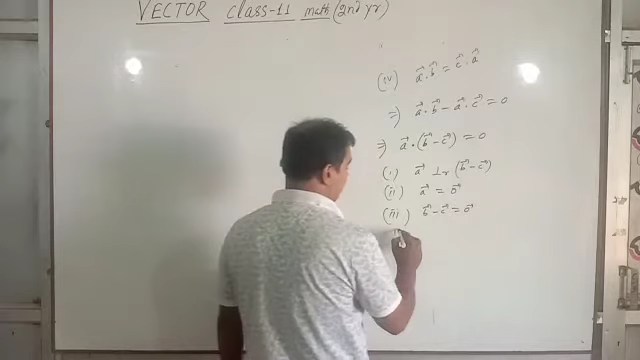 VECTOR class-11 math (2nd yr)
(iv) a⃗·b⃗ = c⃗·a⃗
⇒) a⃗·b⃗ - a⃗·c⃗ = 0
⇒) a⃗·(b⃗-c⃗) = 0
(i) a⃗ ⊥r (b⃗-c⃗)
(ii) a⃗ = 0⃗
(iii) b⃗-c⃗ = 0⃗